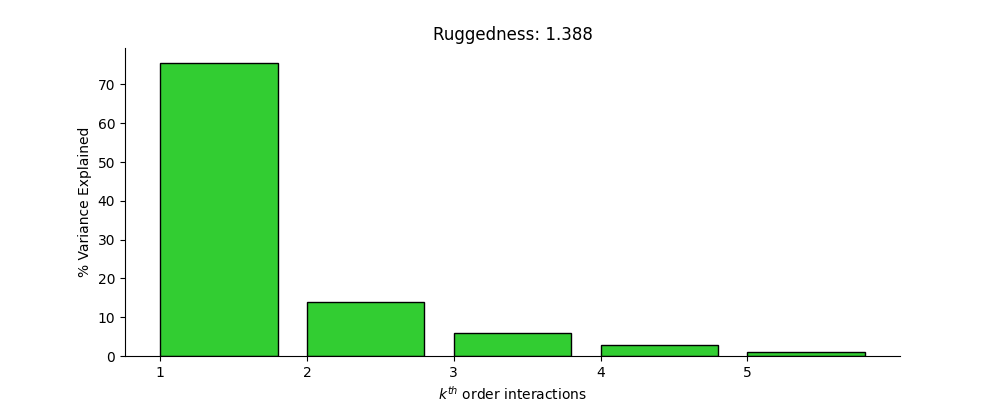 Ruggedness: 1.388
% Variance Explained
70
60
50
40
30
20
10
0
1 2 3 4 5
k^th order interactions